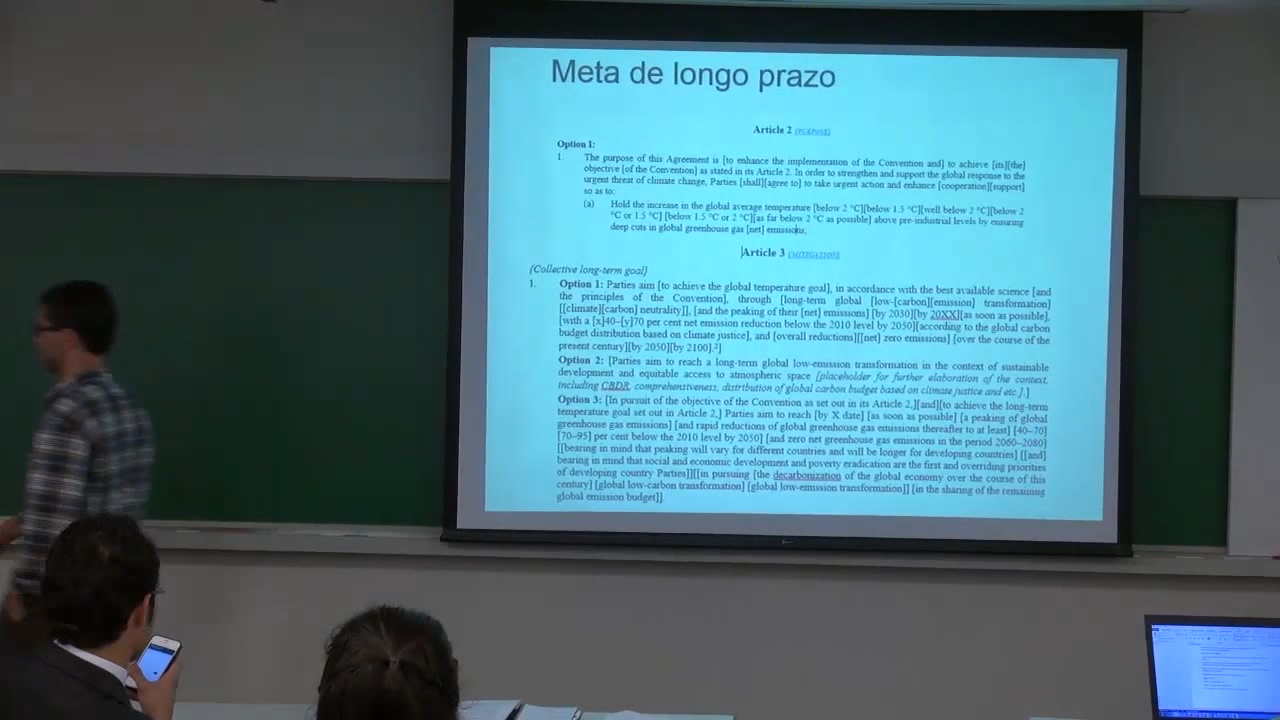 Meta de longo prazo
Article 2 (PURPOSE)
Option I:
1. The purpose of this Agreement is [to enhance the implementation of the Convention and] to achieve [its][the]
objective [of the Convention] as stated in its Article 2. In order to strengthen and support the global response to the
urgent threat of climate change, Parties [shall][agree to] to take urgent action and enhance [cooperation][support]
so as to:
(a) Hold the increase in the global average temperature [below 2 °C][below 1.5 °C][well below 2 °C][below 2
°C or 1.5 °C] [below 1.5 °C or 2 °C][as far below 2 °C as possible] above pre-industrial levels by ensuring
deep cuts in global greenhouse gas [net] emissions;
Article 3 (MITIGATION)
(Collective long-term goal)
1. Option 1: Parties aim [to achieve the global temperature goal], in accordance with the best available science [and
the principles of the Convention], through [long-term global [low-[carbon][emission] transformation]
[[climate][carbon] neutrality]], [and the peaking of their [net] emissions] [by 2030][by 20XX][as soon as possible],
[with a [x]40–[y]70 per cent net emission reduction below the 2010 level by 2050][according to the global carbon
budget distribution based on climate justice], and [overall reductions][[net] zero emissions] [over the course of the
present century][by 2050][by 2100].²]
Option 2: [Parties aim to reach a long-term global low-emission transformation in the context of sustainable
development and equitable access to atmospheric space [placeholder for further elaboration of the context,
including CBDR, comprehensiveness, distribution of global carbon budget based on climate justice and etc.].]
Option 3: [In pursuit of the objective of the Convention as set out in its Article 2,][and][to achieve the long-term
temperature goal set out in Article 2,] Parties aim to reach [by X date] [as soon as possible] [a peaking of global
greenhouse gas emissions] [and rapid reductions of global greenhouse gas emissions thereafter to at least] [40–70]
[70–95] per cent below the 2010 level by 2050] [and zero net greenhouse gas emissions in the period 2060–2080]
[[bearing in mind that peaking will vary for different countries and will be longer for developing countries] [[and]
bearing in mind that social and economic development and poverty eradication are the first and overriding priorities
of developing country Parties]][[in pursuing [the decarbonization of the global economy over the course of this
century] [global low-carbon transformation] [global low-emission transformation]] [in the sharing of the remaining
global emission budget]].